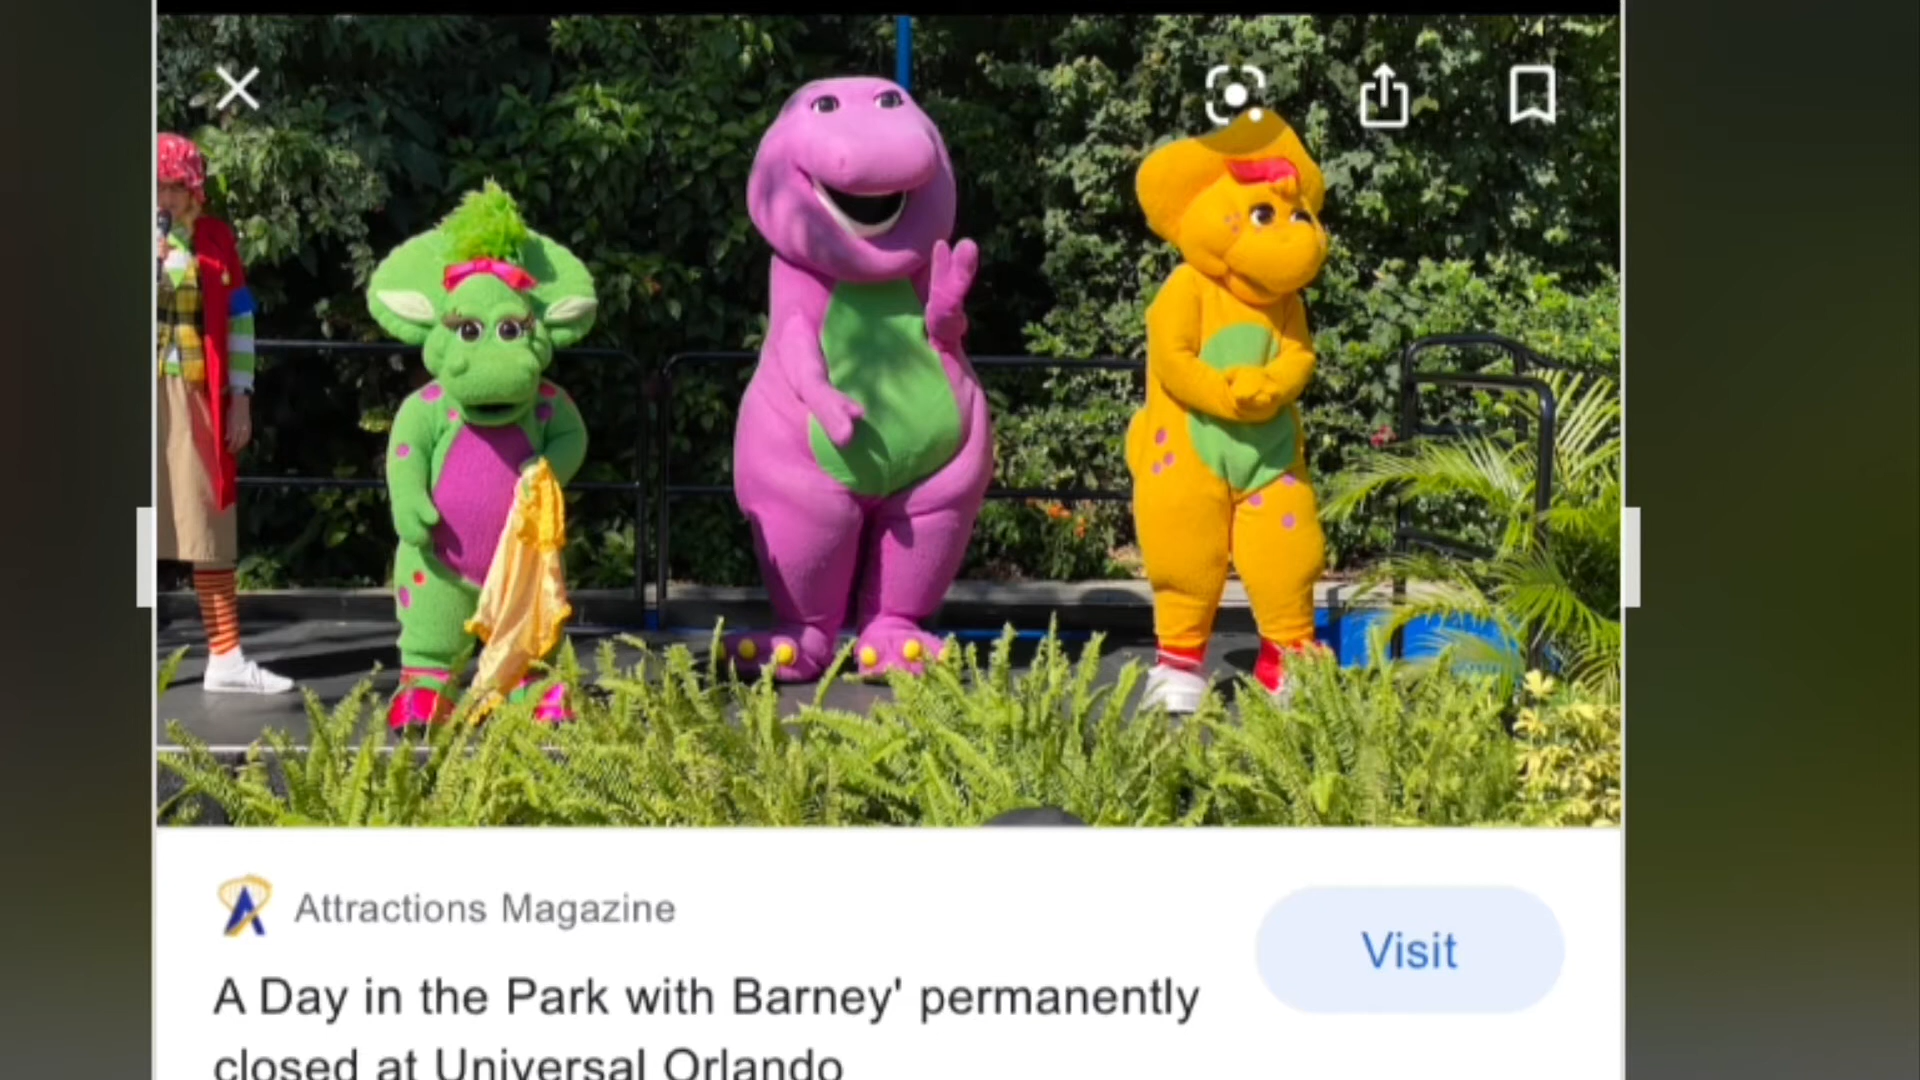 Attractions Magazine
Visit
A Day in the Park with Barney' permanently
closed at Universal Orlando